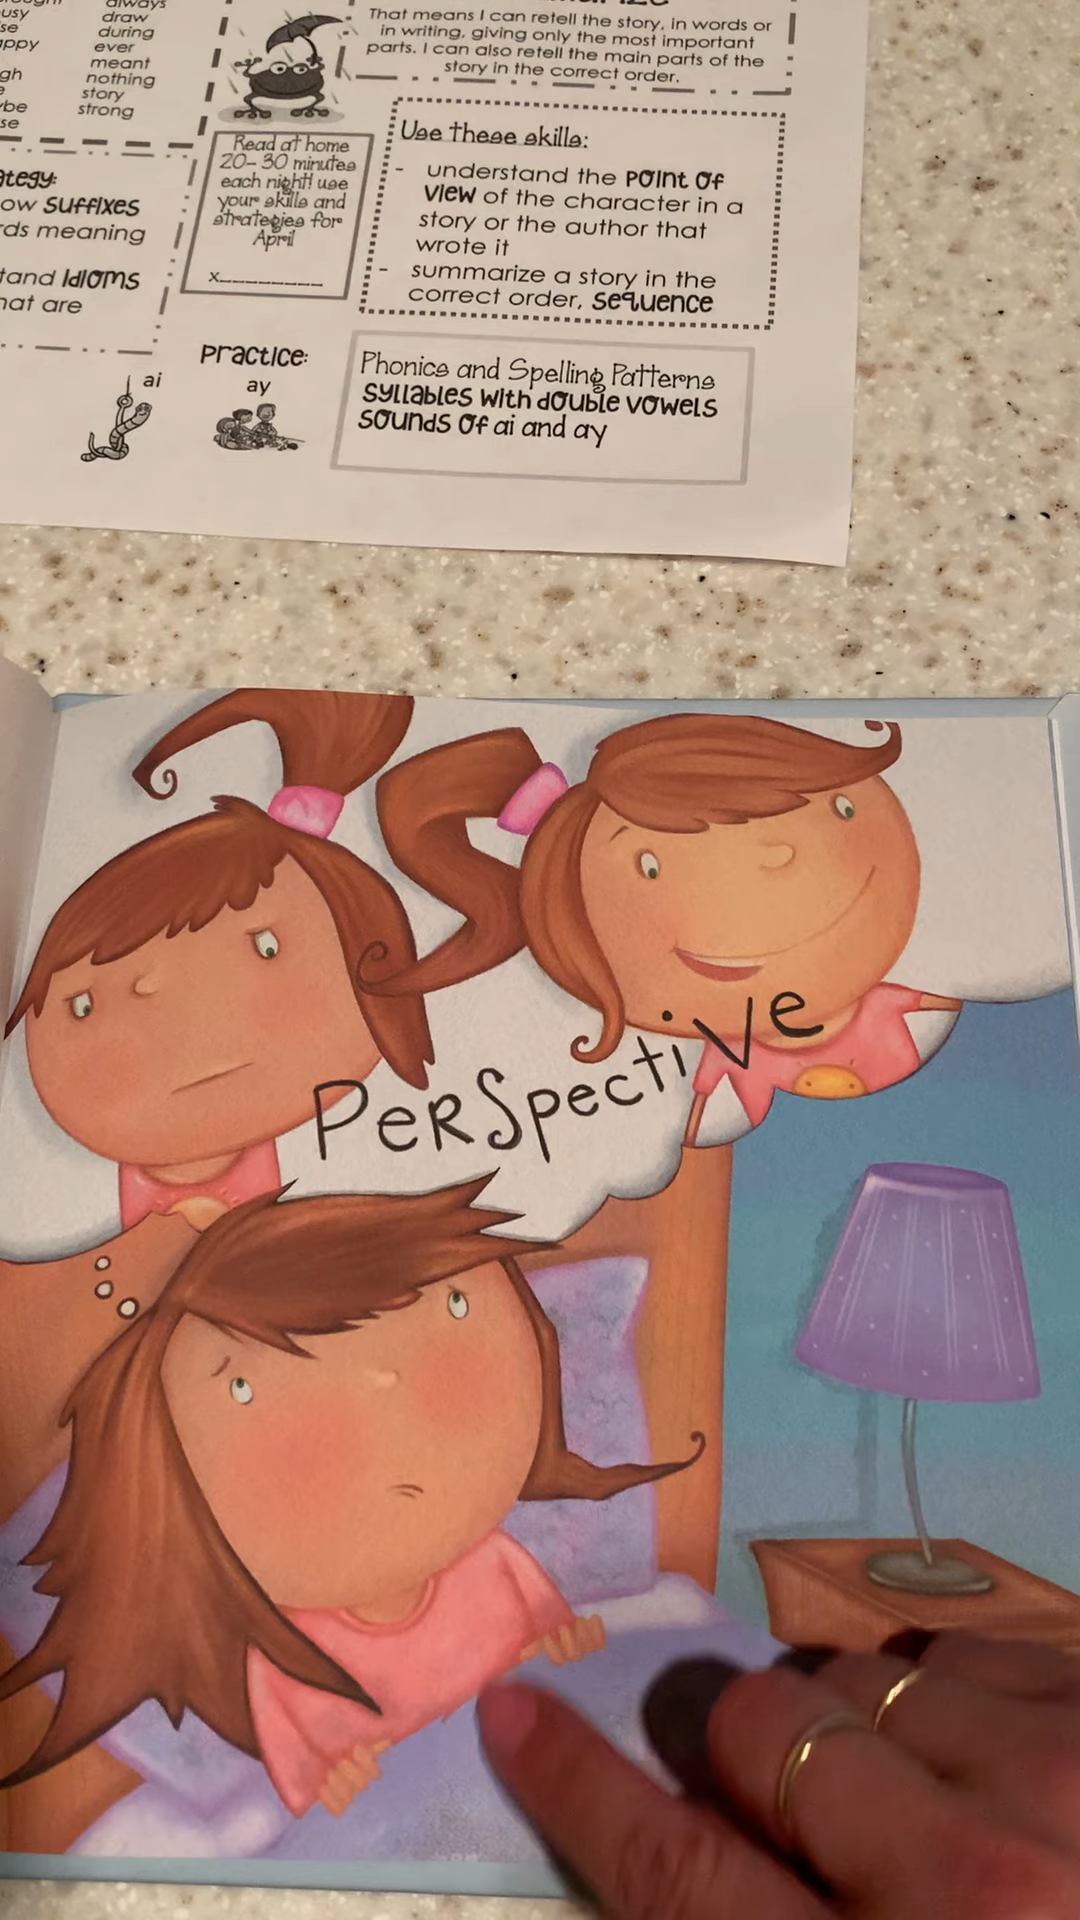 always
draw
during
ever
meant
nothing
story
strong
That means I can retell the story, in words or
in writing, giving only the most important
parts. I can also retell the main parts of the
story in the correct order.
Read at home
20-30 minutes
each night! use
your skills and
strategies for
April
x__________
Use these skills:
- understand the point of
view of the character in a
story or the author that
wrote it
- summarize a story in the
correct order, sequence
suffixes
meaning
idioms
are
Practice:
ai
ay
Phonics and Spelling Patterns
syllables with double vowels
sounds of ai and ay
Perspective